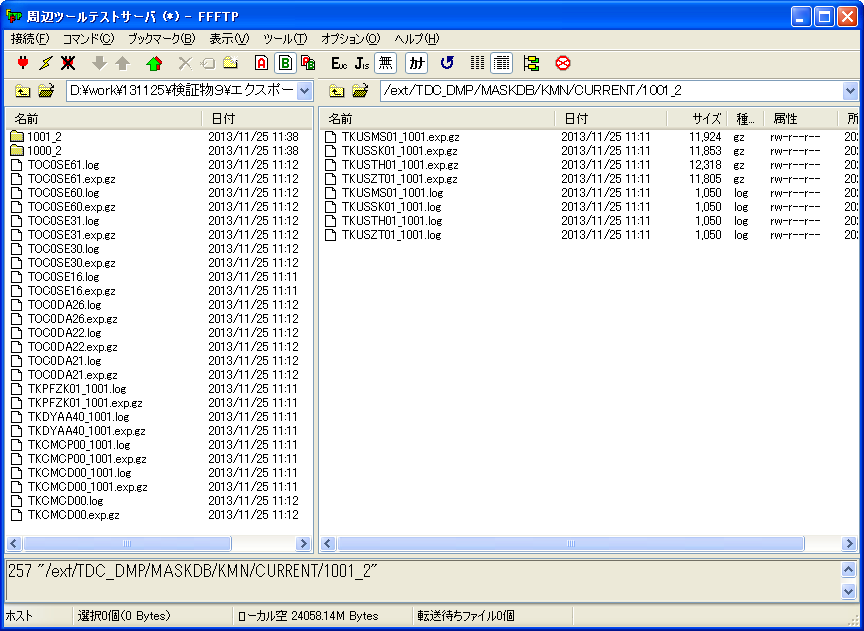 周辺ツールテストサーバ (*) - FFFTP
接続(F) コマンド(C) ブックマーク(B) 表示(V) ツール(T) オプション(O) ヘルプ(H)
A B Euc Jis 無 カナ
D:¥work¥131125¥検証物9¥エクスポー /ext/TDC_DMP/MASKDB/KMN/CURRENT/1001_2
名前 日付
1001_2 2013/11/25 11:38
1000_2 2013/11/25 11:38
TOC0SE61.log 2013/11/25 11:12
TOC0SE61.exp.gz 2013/11/25 11:12
TOC0SE60.log 2013/11/25 11:12
TOC0SE60.exp.gz 2013/11/25 11:12
TOC0SE31.log 2013/11/25 11:12
TOC0SE31.exp.gz 2013/11/25 11:12
TOC0SE30.log 2013/11/25 11:12
TOC0SE30.exp.gz 2013/11/25 11:12
TOC0SE16.log 2013/11/25 11:11
TOC0SE16.exp.gz 2013/11/25 11:11
TOC0DA26.log 2013/11/25 11:12
TOC0DA26.exp.gz 2013/11/25 11:12
TOC0DA22.log 2013/11/25 11:12
TOC0DA22.exp.gz 2013/11/25 11:12
TOC0DA21.log 2013/11/25 11:12
TOC0DA21.exp.gz 2013/11/25 11:12
TKPFZK01_1001.log 2013/11/25 11:11
TKPFZK01_1001.exp.gz 2013/11/25 11:11
TKDYAA40_1001.log 2013/11/25 11:11
TKDYAA40_1001.exp.gz 2013/11/25 11:11
TKCMCP00_1001.log 2013/11/25 11:12
TKCMCP00_1001.exp.gz 2013/11/25 11:12
TKCMCD00_1001.log 2013/11/25 11:11
TKCMCD00_1001.exp.gz 2013/11/25 11:11
TKCMCD00.log 2013/11/25 11:12
TKCMCD00.exp.gz 2013/11/25 11:12
名前 日付 サイズ 種... 属性 所
TKUSMS01_1001.exp.gz 2013/11/25 11:11 11,924 gz rw-r--r--
TKUSSK01_1001.exp.gz 2013/11/25 11:11 11,853 gz rw-r--r--
TKUSTH01_1001.exp.gz 2013/11/25 11:11 12,318 gz rw-r--r--
TKUSZT01_1001.exp.gz 2013/11/25 11:11 11,805 gz rw-r--r--
TKUSMS01_1001.log 2013/11/25 11:11 1,050 log rw-r--r--
TKUSSK01_1001.log 2013/11/25 11:11 1,050 log rw-r--r--
TKUSTH01_1001.log 2013/11/25 11:11 1,050 log rw-r--r--
TKUSZT01_1001.log 2013/11/25 11:11 1,050 log rw-r--r--
257 "/ext/TDC_DMP/MASKDB/KMN/CURRENT/1001_2"
ホスト 選択0個(0 Bytes) ローカル空 24058.14M Bytes 転送待ちファイル0個